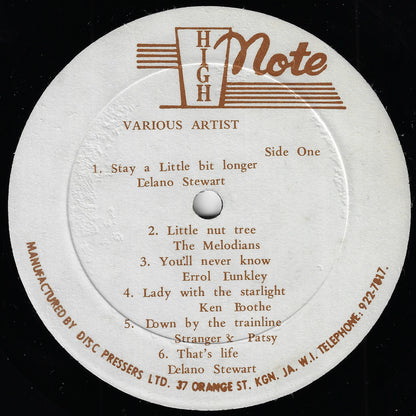 HIGH Note
VARIOUS ARTIST
Side One
1. Stay a Little bit longer
Delano Stewart
2. Little nut tree
The Melodians
3. You'll never know
Errol Dunkley
4. Lady with the starlight
Ken Boothe
5. Down by the trainline
Stranger & Patsy
6. That's life
Delano Stewart
MANUFACTURED BY DISC PRESSERS LTD. 37 ORANGE ST. KGN. JA. W.I. TELEPHONE: 922-7817.